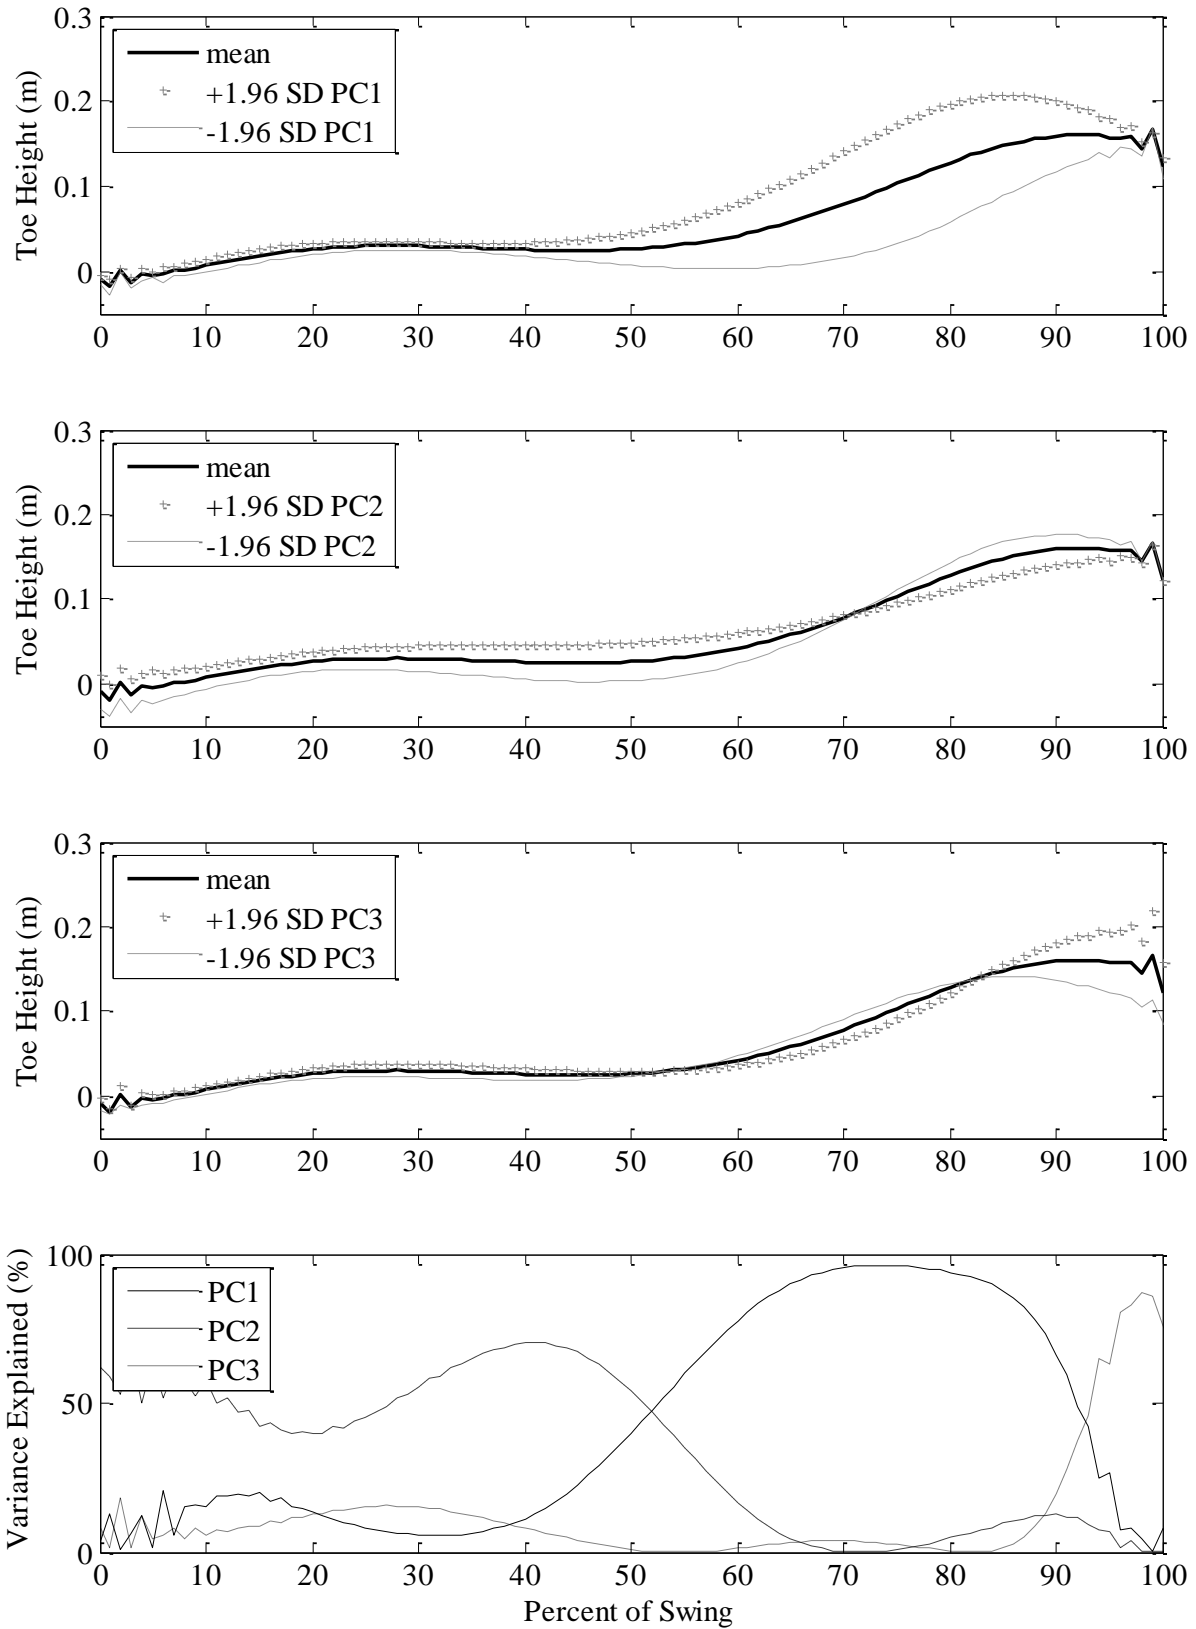 0.3
0.2
0.1
0
Toe Height (m)
mean
+1.96 SD PC1
-1.96 SD PC1
0 10 20 30 40 50 60 70 80 90 100
0.3
0.2
0.1
0
Toe Height (m)
mean
+1.96 SD PC2
-1.96 SD PC2
0 10 20 30 40 50 60 70 80 90 100
0.3
0.2
0.1
0
Toe Height (m)
mean
+1.96 SD PC3
-1.96 SD PC3
0 10 20 30 40 50 60 70 80 90 100
100
50
0
Variance Explained (%)
PC1
PC2
PC3
0 10 20 30 40 50 60 70 80 90 100
Percent of Swing